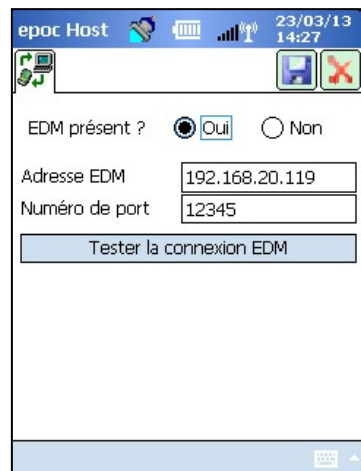 epoc Host 23/03/13
14:27
EDM présent ? Oui Non
Adresse EDM 192.168.20.119
Numéro de port 12345
Tester la connexion EDM